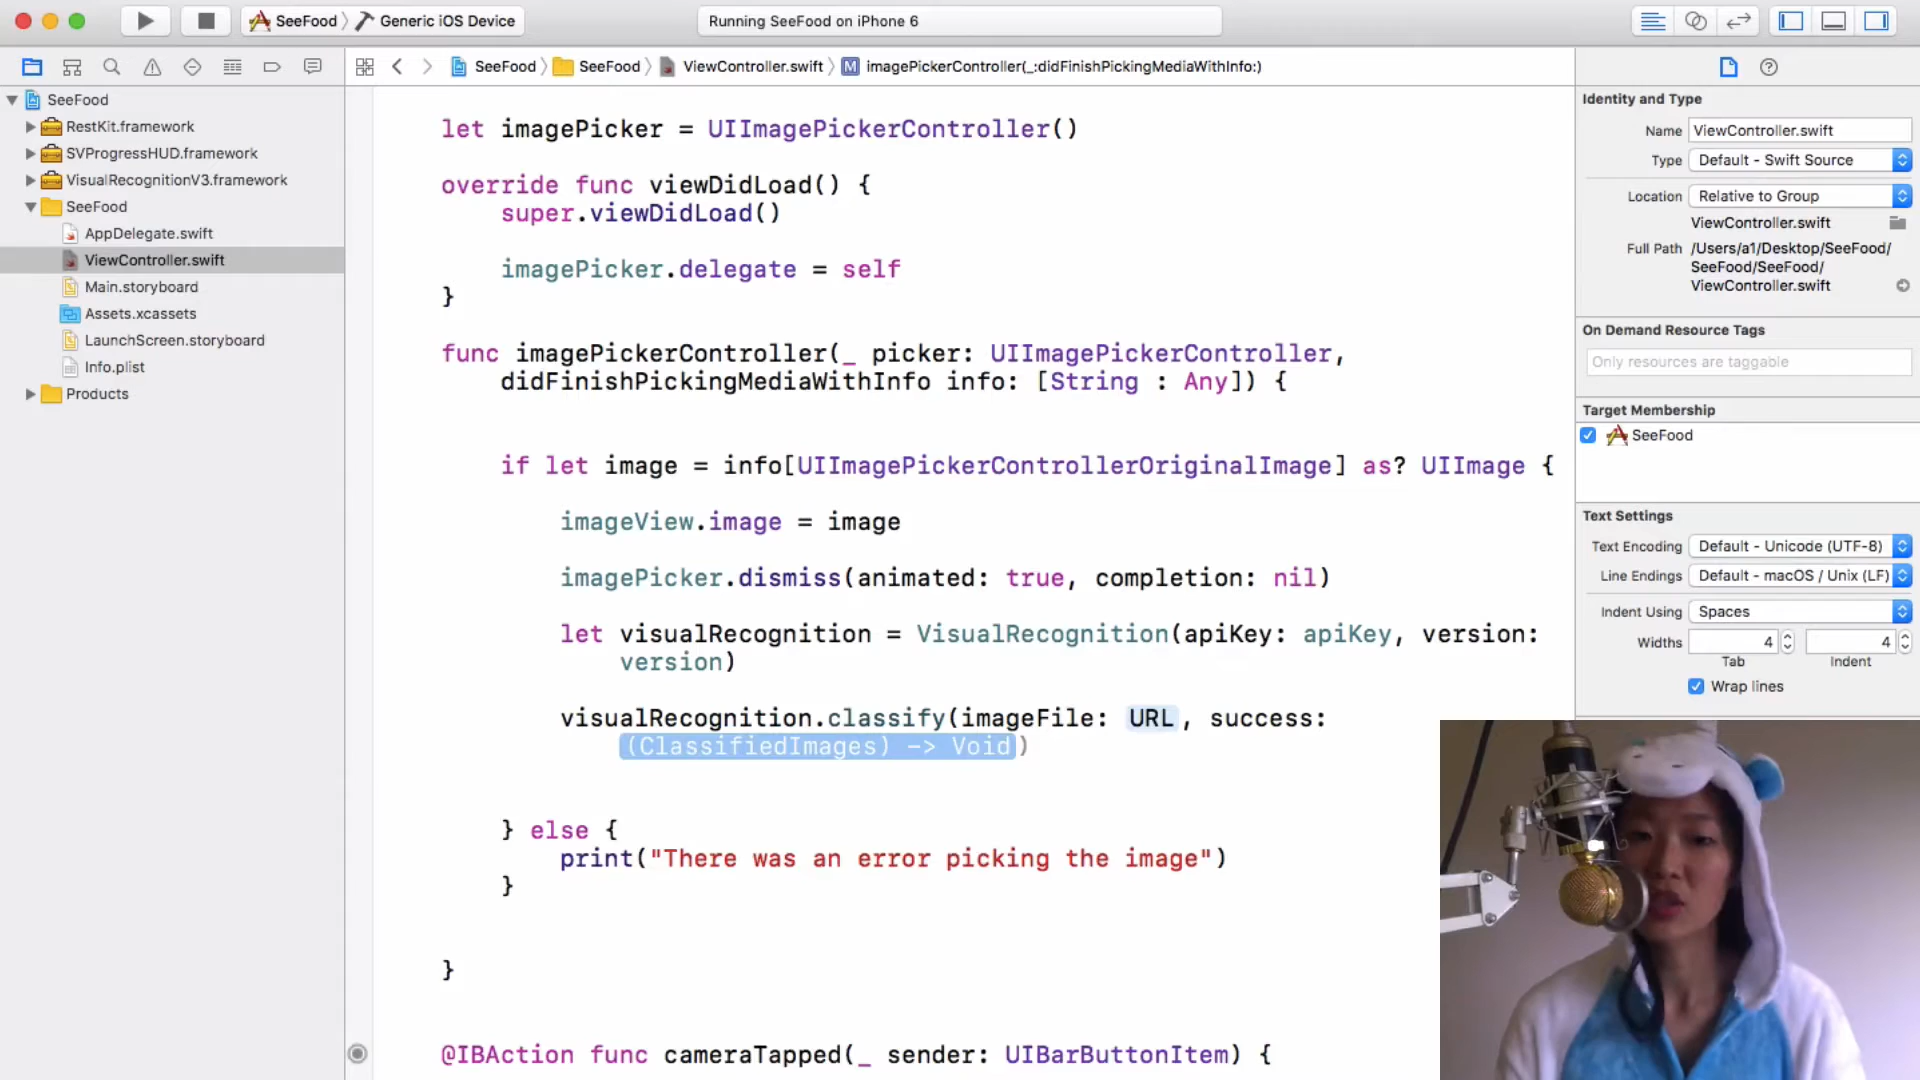 SeeFood
Generic iOS Device
Running SeeFood on iPhone 6
SeeFood
SeeFood
ViewController.swift
M
imagePickerController(_:didFinishPickingMediaWithInfo:)
SeeFood
RestKit.framework
SVProgressHUD.framework
VisualRecognitionV3.framework
SeeFood
AppDelegate.swift
ViewController.swift
Main.storyboard
Assets.xcassets
LaunchScreen.storyboard
Info.plist
Products
let imagePicker = UIImagePickerController()
override func viewDidLoad() {
super.viewDidLoad()
imagePicker.delegate = self
}
func imagePickerController(_ picker: UIImagePickerController,
didFinishPickingMediaWithInfo info: [String : Any]) {
if let image = info[UIImagePickerControllerOriginalImage] as? UIImage {
imageView.image = image
imagePicker.dismiss(animated: true, completion: nil)
let visualRecognition = VisualRecognition(apiKey: apiKey, version:
version)
visualRecognition.classify(imageFile: URL, success:
(ClassifiedImages) -> Void)
} else {
print("There was an error picking the image")
}
}
@IBAction func cameraTapped(_ sender: UIBarButtonItem) {
Identity and Type
Name ViewController.swift
Type Default - Swift Source
Location Relative to Group
ViewController.swift
Full Path /Users/a1/Desktop/SeeFood/
SeeFood/SeeFood/
ViewController.swift
On Demand Resource Tags
Only resources are taggable
Target Membership
SeeFood
Text Settings
Text Encoding Default - Unicode (UTF-8)
Line Endings Default - macOS / Unix (LF)
Indent Using Spaces
Widths 4 4
Tab Indent
Wrap lines